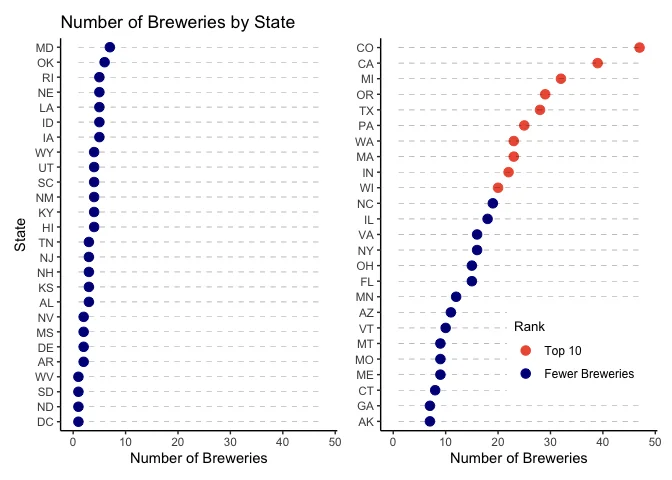 Number of Breweries by State
State
MD
OK
RI
NE
LA
ID
IA
WY
UT
SC
NM
KY
HI
TN
NJ
NH
KS
AL
NV
MS
DE
AR
WV
SD
ND
DC
0 10 20 30 40 50
Number of Breweries
CO
CA
MI
OR
TX
PA
WA
MA
IN
WI
NC
IL
VA
NY
OH
FL
MN
AZ
VT
MT
MO
ME
CT
GA
AK
0 10 20 30 40 50
Number of Breweries
Rank
Top 10
Fewer Breweries